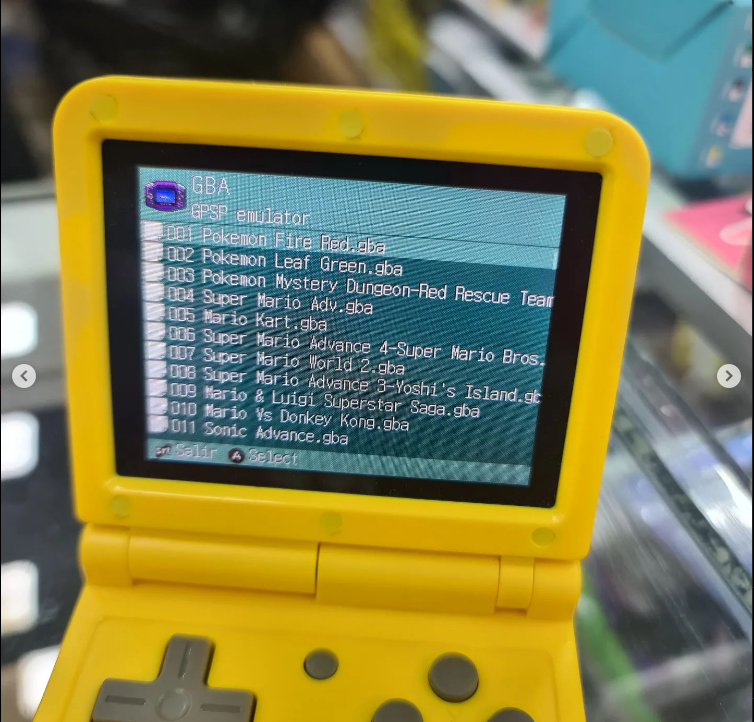 GBA
GPSP emulator
001 Pokemon Fire Red.gba
002 Pokemon Leaf Green.gba
003 Pokemon Mystery Dungeon-Red Rescue Team
004 Super Mario Adv.gba
005 Mario Kart.gba
006 Super Mario Advance 4-Super Mario Bros.
007 Super Mario World 2.gba
008 Super Mario Advance 3-Yoshi's Island.gb
009 Mario & Luigi Superstar Saga.gba
010 Mario Vs Donkey Kong.gba
011 Sonic Advance.gba
srt Salir A Select